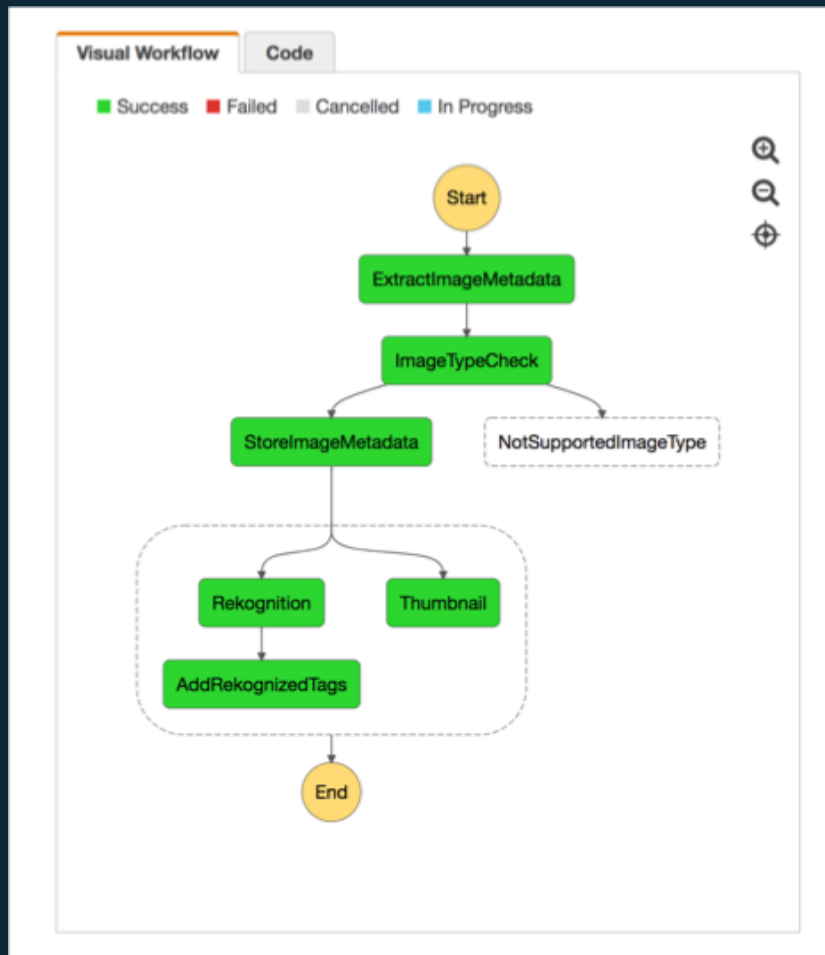 Visual Workflow Code
Success Failed Cancelled In Progress
Start
ExtractImageMetadata
ImageTypeCheck
StoreImageMetadata NotSupportedImageType
Rekognition Thumbnail
AddRekognizedTags
End